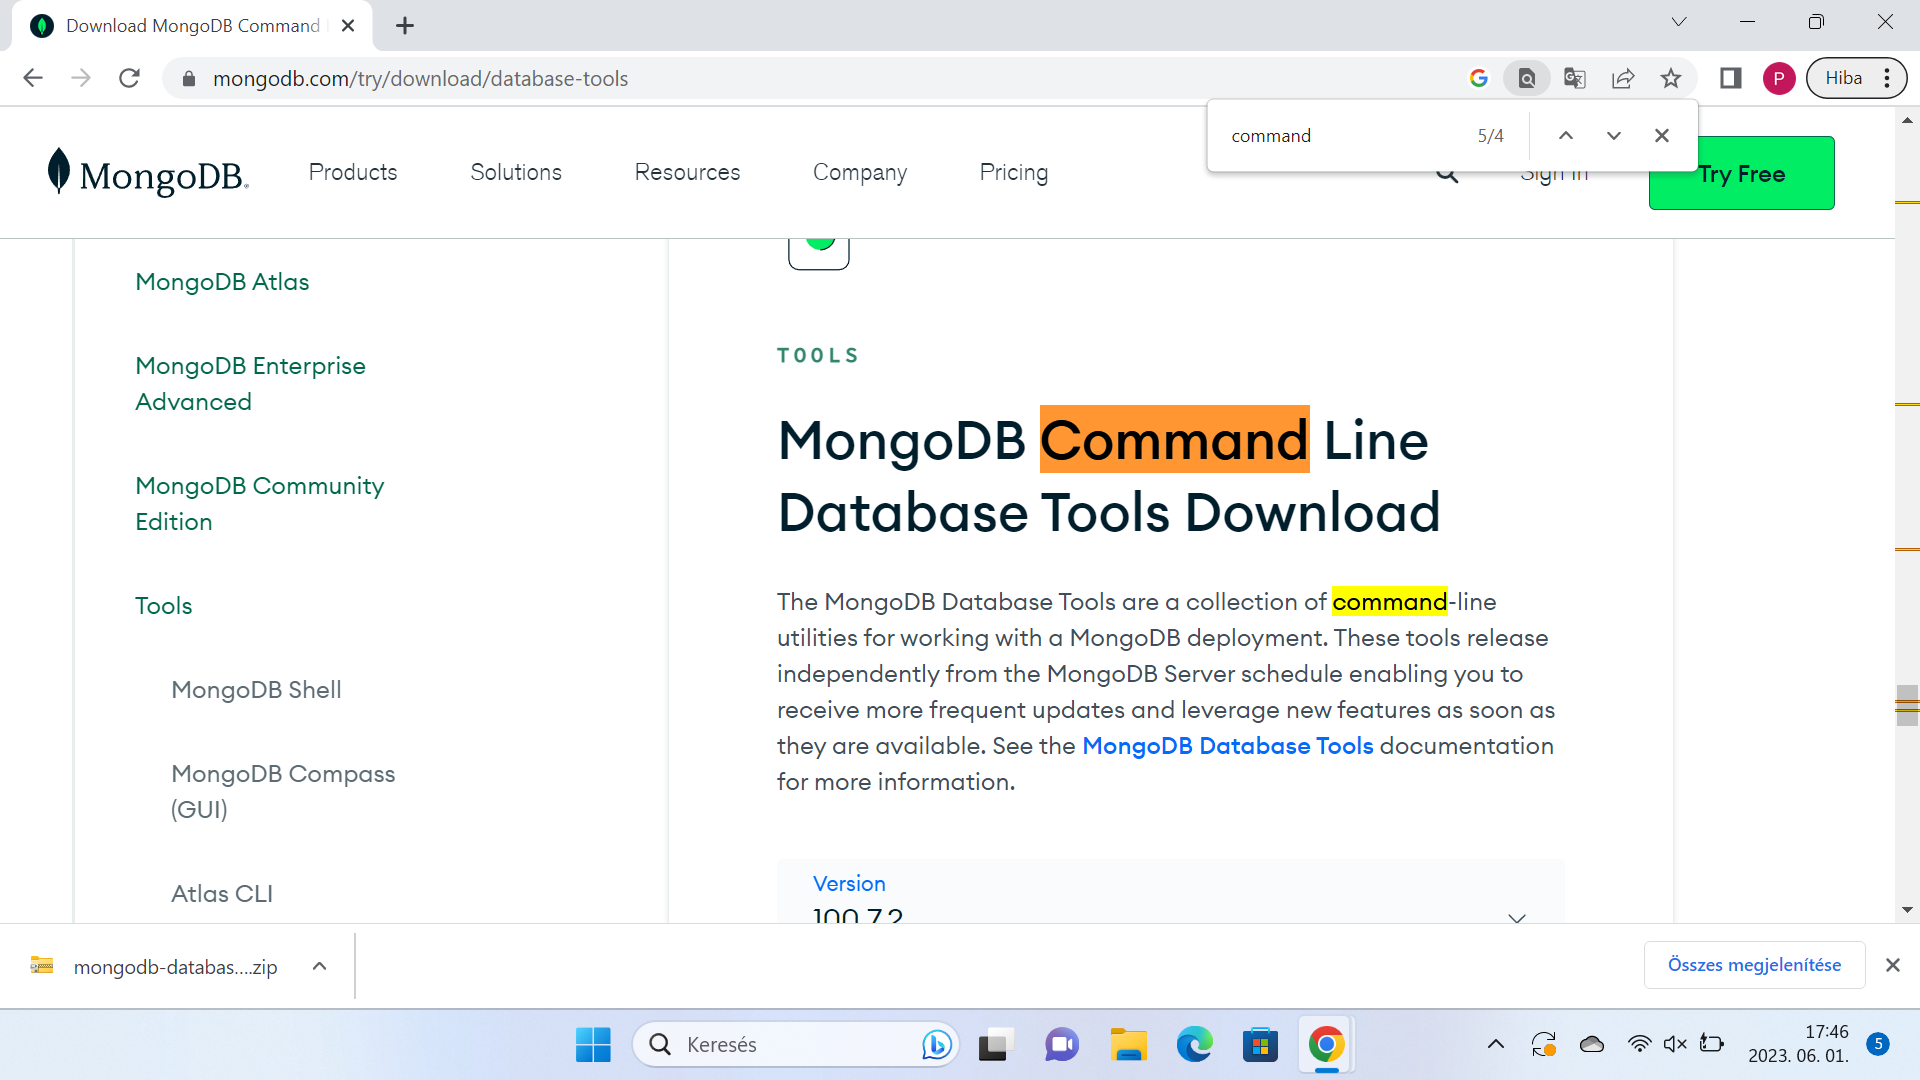 Download MongoDB Command
mongodb.com/try/download/database-tools
P
Hiba
command
5/4
MongoDB.
Products
Solutions
Resources
Company
Pricing
Sign In
Try Free
MongoDB Atlas
MongoDB Enterprise
Advanced
MongoDB Community
Edition
Tools
MongoDB Shell
MongoDB Compass
(GUI)
Atlas CLI
TOOLS
MongoDB Command Line
Database Tools Download
The MongoDB Database Tools are a collection of command-line
utilities for working with a MongoDB deployment. These tools release
independently from the MongoDB Server schedule enabling you to
receive more frequent updates and leverage new features as soon as
they are available. See the MongoDB Database Tools documentation
for more information.
Version
100.7.2
mongodb-databas....zip
Összes megjelenítése
Keresés
17:46
2023. 06. 01.
5